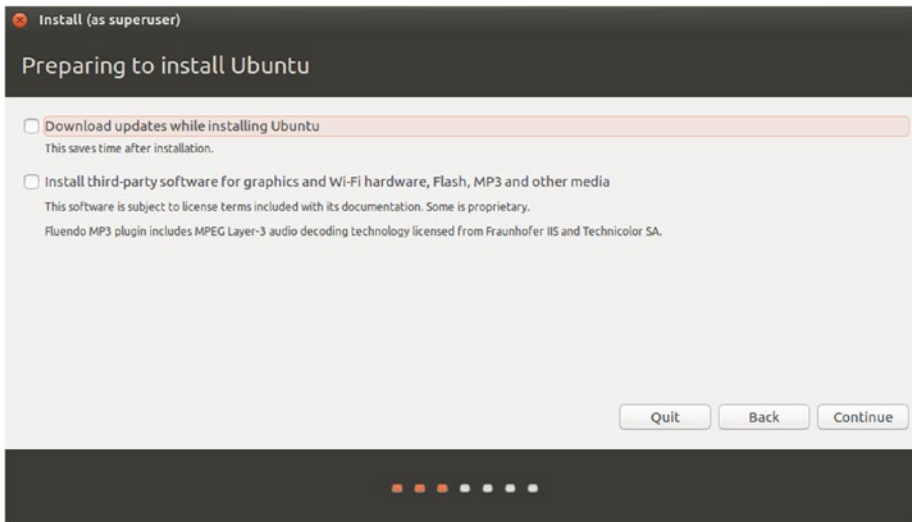 Install (as superuser)
Preparing to install Ubuntu
Download updates while installing Ubuntu
This saves time after installation.
Install third-party software for graphics and Wi-Fi hardware, Flash, MP3 and other media
This software is subject to license terms included with its documentation. Some is proprietary.
Fluendo MP3 plugin includes MPEG Layer-3 audio decoding technology licensed from Fraunhofer IIS and Technicolor SA.
Quit Back Continue